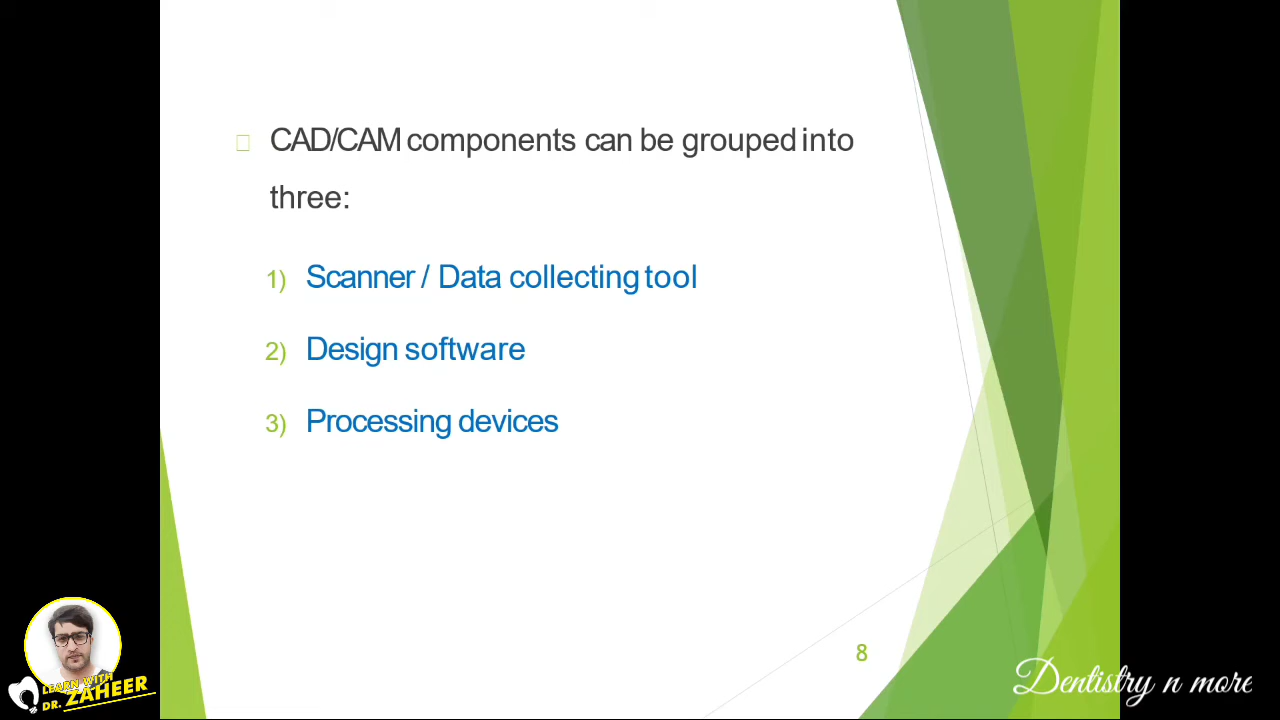 CAD/CAM components can be grouped into
three:
1) Scanner / Data collecting tool
2) Design software
3) Processing devices
8
LEARN WITH
DR. ZAHEER
Dentistry n more